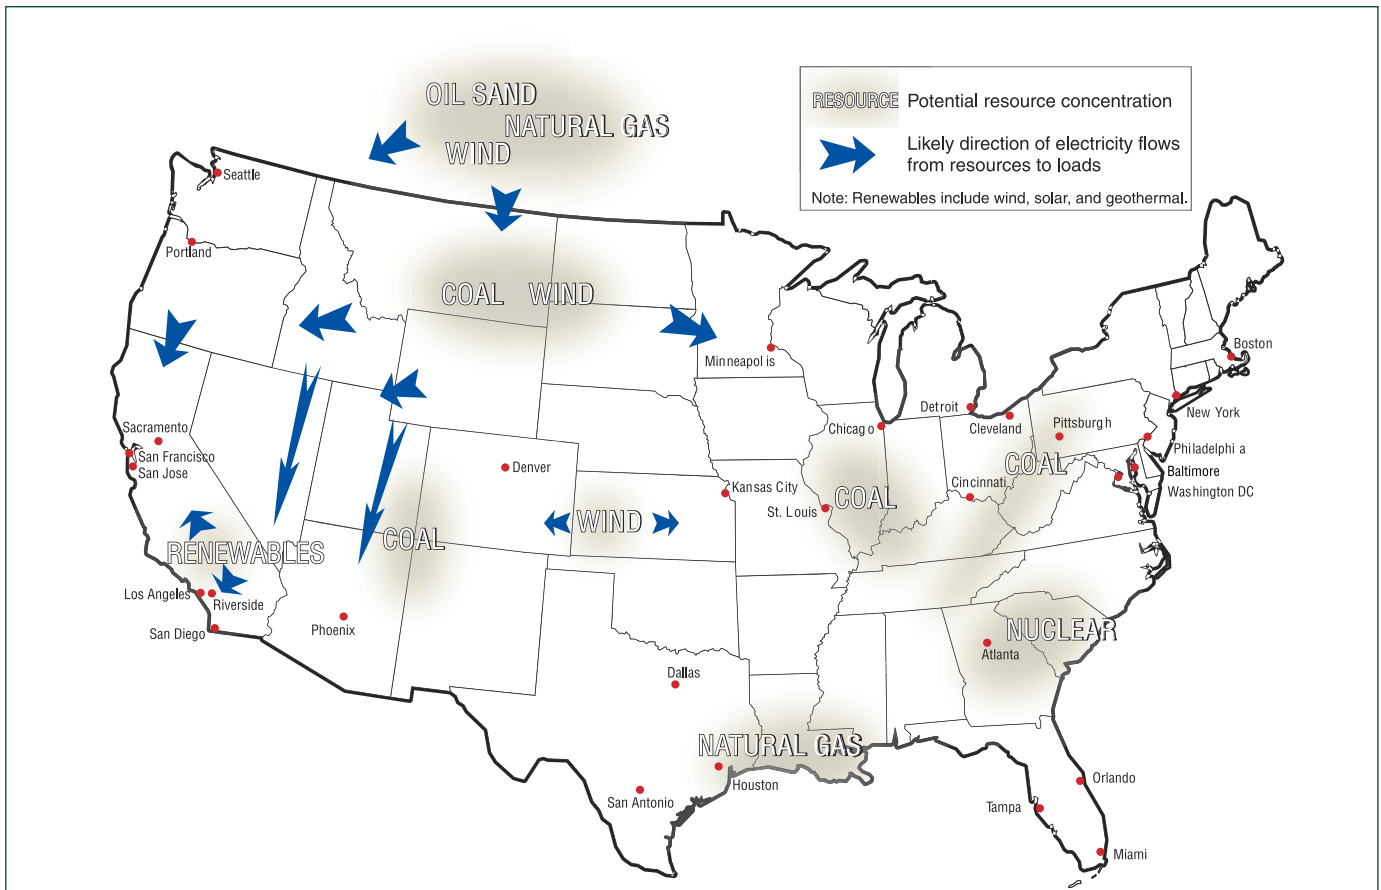 OIL SAND
NATURAL GAS
WIND
RESOURCE Potential resource concentration
Likely direction of electricity flows
from resources to loads
Note: Renewables include wind, solar, and geothermal.
Seattle
Portland
COAL WIND
Minneapol is
Boston
Detroit
Cleveland
Pittsburg h
New York
Chicag o
Philadelphi a
Sacramento
San Francisco
San Jose
Denver
Kansas City
St. Louis
COAL
Cincinnati
COAL
Baltimore
Washington DC
WIND
COAL
RENEWABLES
Los Angeles
Riverside
San Diego
Phoenix
NUCLEAR
Atlanta
Dallas
NATURAL GAS
Houston
San Antonio
Orlando
Tampa
Miami